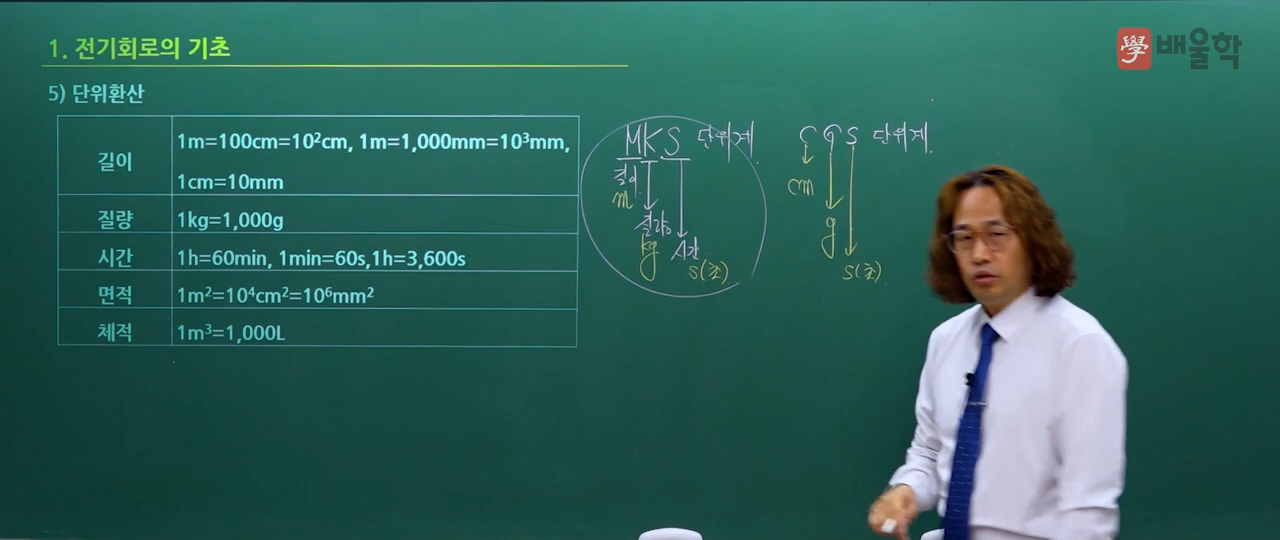 1. 전기회로의 기초
學 배울학
5) 단위환산
길이 1m=100cm=10²cm, 1m=1,000mm=10³mm,
1cm=10mm
질량 1kg=1,000g
시간 1h=60min, 1min=60s,1h=3,600s
면적 1m²=10⁴cm²=10⁶mm²
체적 1m³=1,000L
MKS 단위계.
길이
m
질량
kg
시간
s(초)
CGS 단위계.
cm
g
s(초)